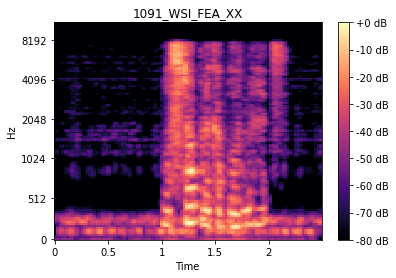 1091_WSI_FEA_XX
8192
4096
2048
1024
512
0
Hz
0
0.5
1
1.5
2
Time
+0 dB
-10 dB
-20 dB
-30 dB
-40 dB
-50 dB
-60 dB
-70 dB
-80 dB